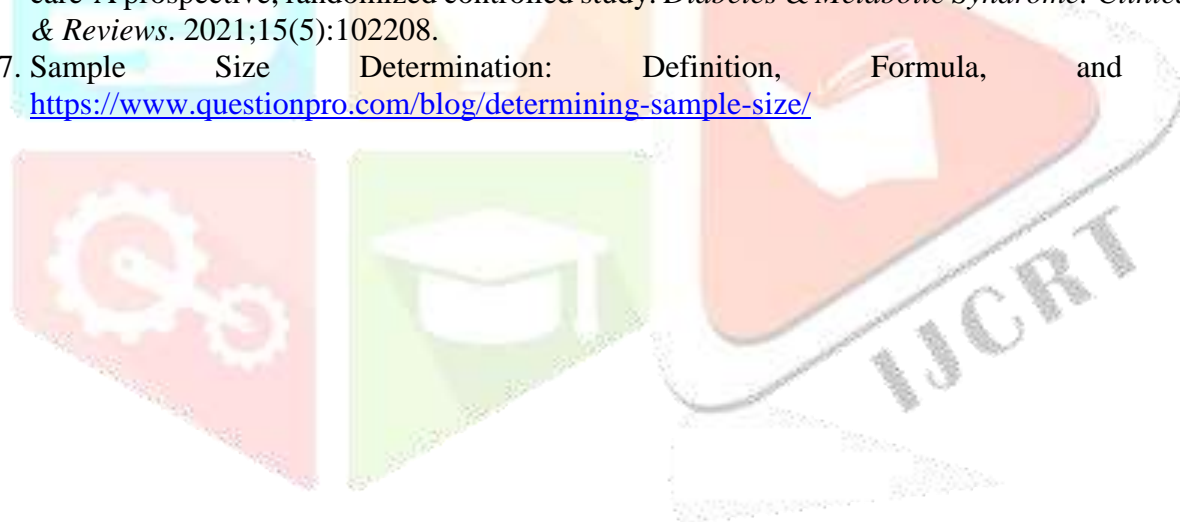 care-A prospective, randomized controlled study. Diabetes & Metabolic Syndrome: Clinical
& Reviews. 2021;15(5):102208.
7. Sample Size Determination: Definition, Formula, and
https://www.questionpro.com/blog/determining-sample-size/
IJCRT